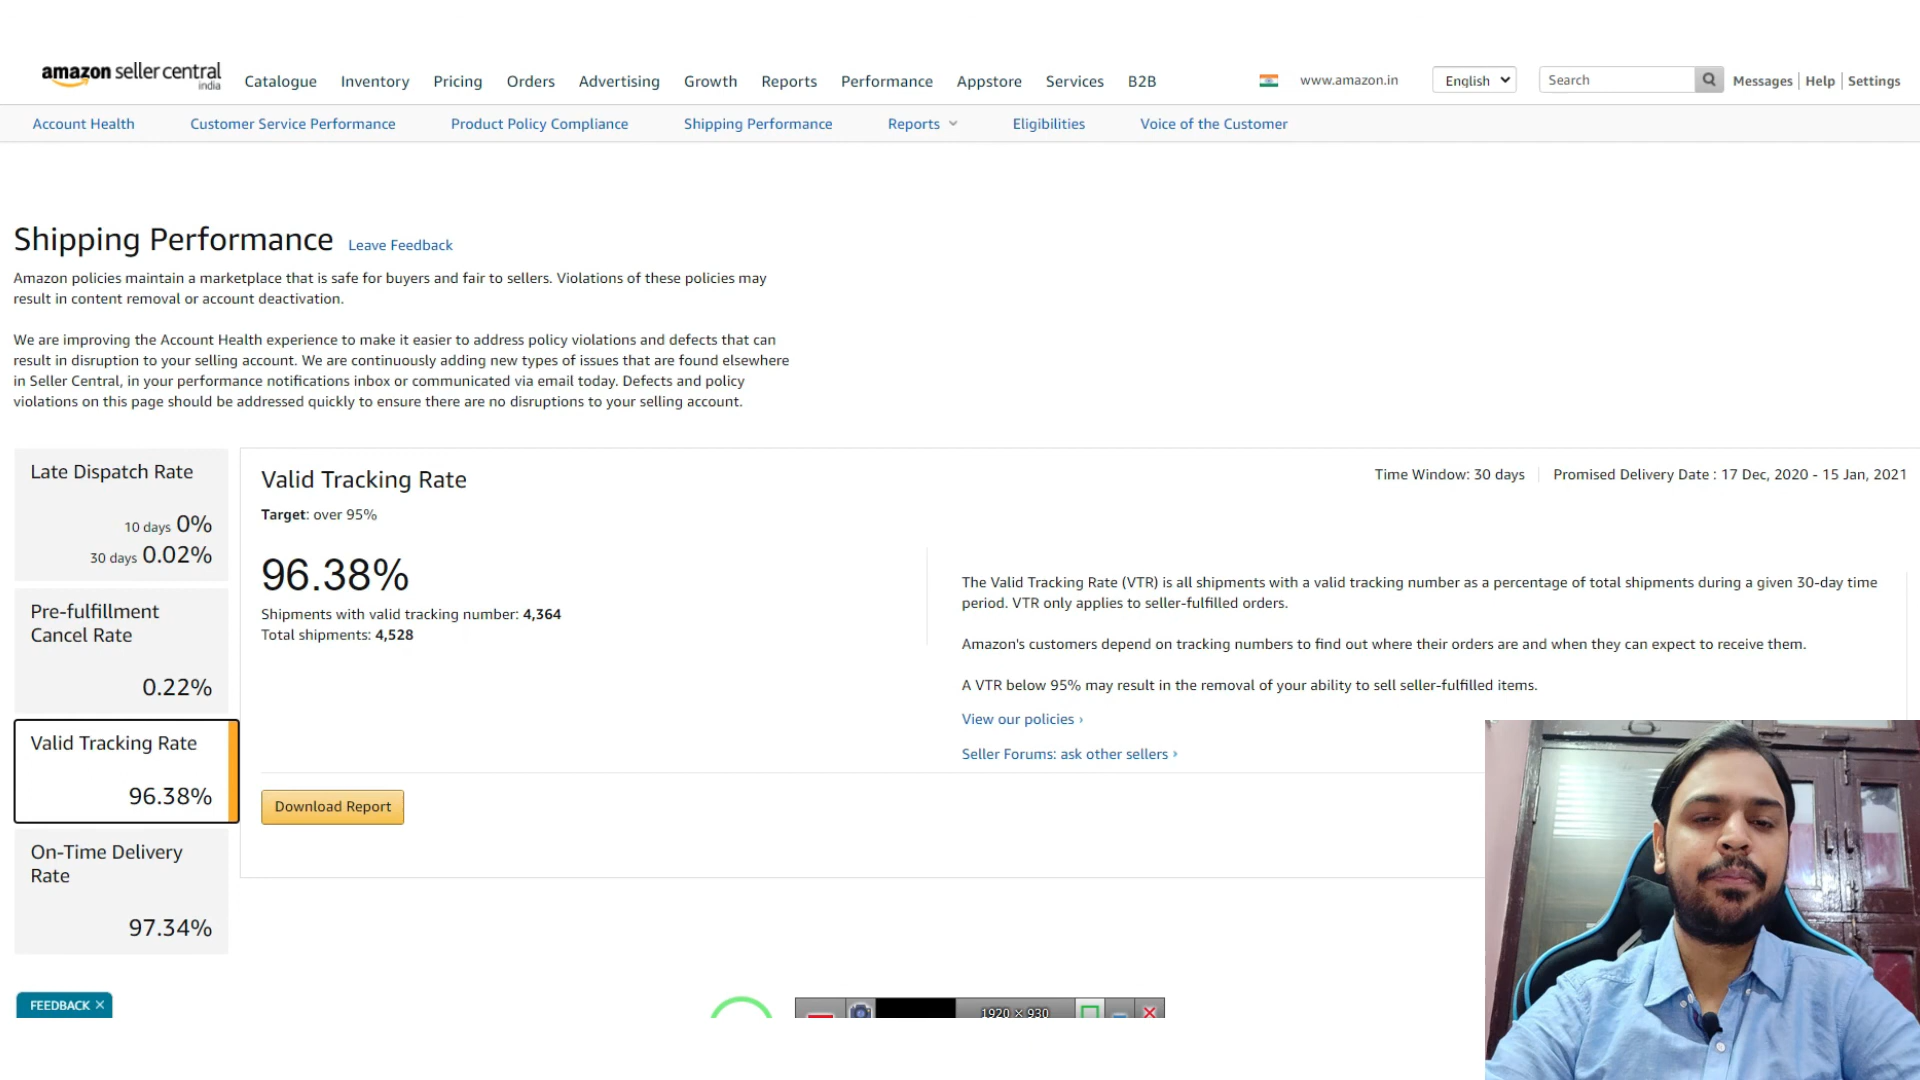 amazon seller central
india
Catalogue Inventory Pricing Orders Advertising Growth Reports Performance Appstore Services B2B
www.amazon.in
English
Search
Messages | Help | Settings
Account Health Customer Service Performance Product Policy Compliance Shipping Performance Reports Eligibilities Voice of the Customer
Shipping Performance Leave Feedback
Amazon policies maintain a marketplace that is safe for buyers and fair to sellers. Violations of these policies may
result in content removal or account deactivation.
We are improving the Account Health experience to make it easier to address policy violations and defects that can
result in disruption to your selling account. We are continuously adding new types of issues that are found elsewhere
in Seller Central, in your performance notifications inbox or communicated via email today. Defects and policy
violations on this page should be addressed quickly to ensure there are no disruptions to your selling account.
Late Dispatch Rate
10 days 0%
30 days 0.02%
Pre-fulfillment
Cancel Rate
0.22%
Valid Tracking Rate
96.38%
On-Time Delivery
Rate
97.34%
Valid Tracking Rate
Time Window: 30 days
Promised Delivery Date : 17 Dec, 2020 - 15 Jan, 2021
Target: over 95%
96.38%
Shipments with valid tracking number: 4,364
Total shipments: 4,528
The Valid Tracking Rate (VTR) is all shipments with a valid tracking number as a percentage of total shipments during a given 30-day time
period. VTR only applies to seller-fulfilled orders.
Amazon's customers depend on tracking numbers to find out where their orders are and when they can expect to receive them.
A VTR below 95% may result in the removal of your ability to sell seller-fulfilled items.
View our policies ›
Seller Forums: ask other sellers ›
Download Report
FEEDBACK ×
1920 × 930